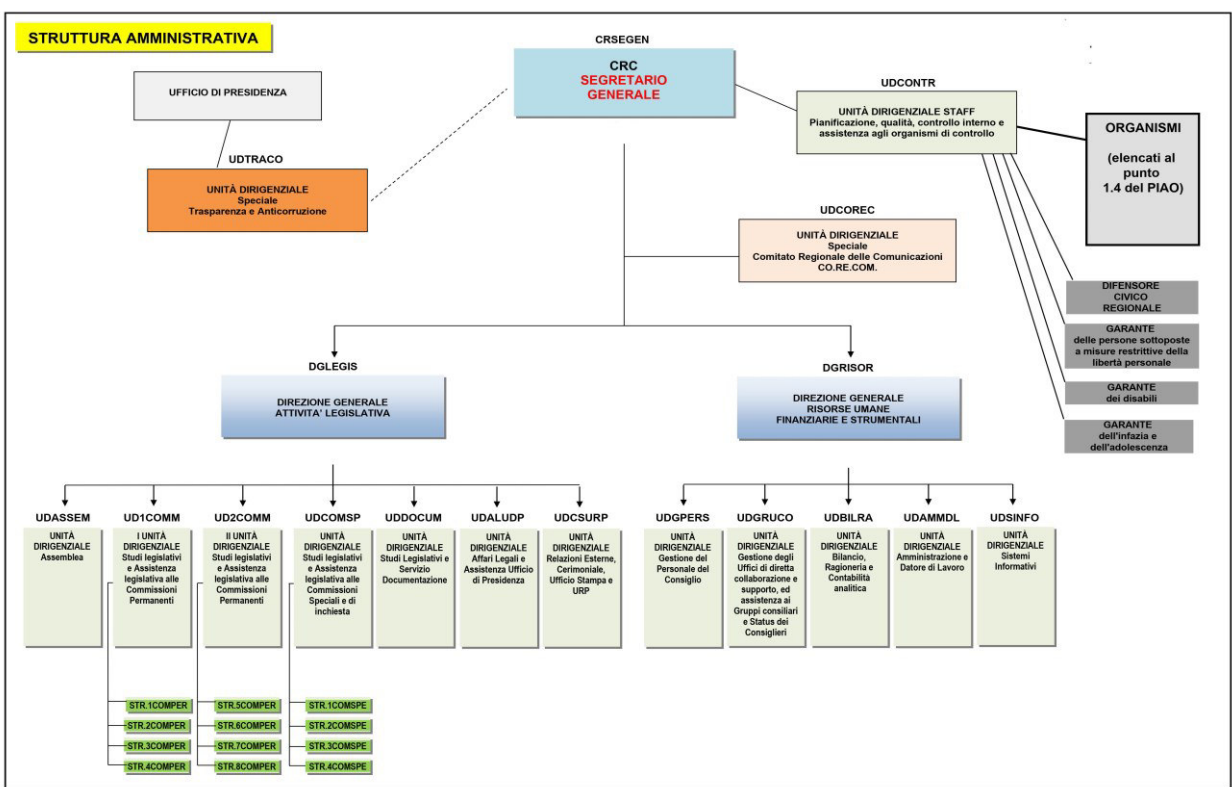 STRUTTURA AMMINISTRATIVA
CRSEGEN
CRC
SEGRETARIO
GENERALE
UFFICIO DI PRESIDENZA
UDTRACO
UNITÀ DIRIGENZIALE
Speciale
Trasparenza e Anticorruzione
UDCONTR
UNITÀ DIRIGENZIALE STAFF
Pianificazione, qualità, controllo interno e
assistenza agli organismi di controllo
ORGANISMI
(elencati al
punto
1.4 del PIAO)
UDCOREC
UNITÀ DIRIGENZIALE
Speciale
Comitato Regionale delle Comunicazioni
CO.RE.COM.
DIFENSORE
CIVICO
REGIONALE
GARANTE
delle persone sottoposte
a misure restrittive della
libertà personale
GARANTE
dei disabili
GARANTE
dell'infazia e
dell'adolescenza
DGLEGIS
DIREZIONE GENERALE
ATTIVITA' LEGISLATIVA
DGRISOR
DIREZIONE GENERALE
RISORSE UMANE
FINANZIARIE E STRUMENTALI
UDASSEM
UNITÀ
DIRIGENZIALE
Assemblea
UD1COMM
I UNITÀ
DIRIGENZIALE
Studi legislativi
e Assistenza
legislativa alle
Commissioni
Permanenti
UD2COMM
II UNITÀ
DIRIGENZIALE
Studi legislativi
e Assistenza
legislativa alle
Commissioni
Permanenti
UDCOMSP
UNITÀ
DIRIGENZIALE
Studi legislativi
e Assistenza
legislativa alle
Commissioni
Speciali e di
inchiesta
UDDOCUM
UNITÀ
DIRIGENZIALE
Studi Legislativi e
Servizio
Documentazione
UDALUDP
UNITÀ
DIRIGENZIALE
Affari Legali e
Assistenza Ufficio
di Presidenza
UDCSURP
UNITÀ
DIRIGENZIALE
Relazioni Esterne,
Cerimoniale,
Ufficio Stampa e
URP
UDGPERS
UNITÀ
DIRIGENZIALE
Gestione del
Personale del
Consiglio
UDGRUCO
UNITÀ
DIRIGENZIALE
Gestione degli
Uffici di diretta
collaborazione e
supporto, ed
assistenza ai
Gruppi consiliari
e Status dei
Consiglieri
UDBILRA
UNITÀ
DIRIGENZIALE
Bilancio,
Ragioneria e
Contabilità
analitica
UDAMMDL
UNITÀ
DIRIGENZIALE
Amministrazione e
Datore di Lavoro
UDSINFO
UNITÀ
DIRIGENZIALE
Sistemi
Informativi
STR.1COMPER
STR.2COMPER
STR.3COMPER
STR.4COMPER
STR.5COMPER
STR.6COMPER
STR.7COMPER
STR.8COMPER
STR.1COMSPE
STR.2COMSPE
STR.3COMSPE
STR.4COMSPE